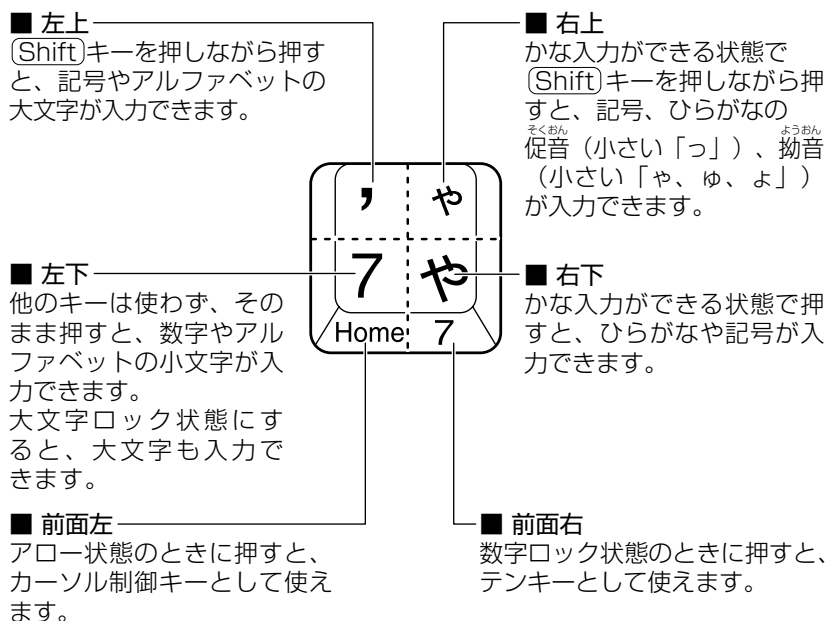 ■ 左上
Shiftキーを押しながら押す
と、記号やアルファベットの
大文字が入力できます。
■ 右上
かな入力ができる状態で
Shiftキーを押しながら押
すと、記号、ひらがなの
そくおん ようおん
促音（小さい「っ」）、拗音
（小さい「ゃ、ゅ、ょ」）
が入力できます。
' ゃ
7 や
Home 7
■ 左下
他のキーは使わず、その
まま押すと、数字やアル
ファベットの小文字が入
力できます。
大文字ロック状態にす
ると、大文字も入力で
きます。
■ 右下
かな入力ができる状態で押
すと、ひらがなや記号が入
力できます。
■ 前面左
アロー状態のときに押すと、
カーソル制御キーとして使え
ます。
■ 前面右
数字ロック状態のときに押すと、
テンキーとして使えます。